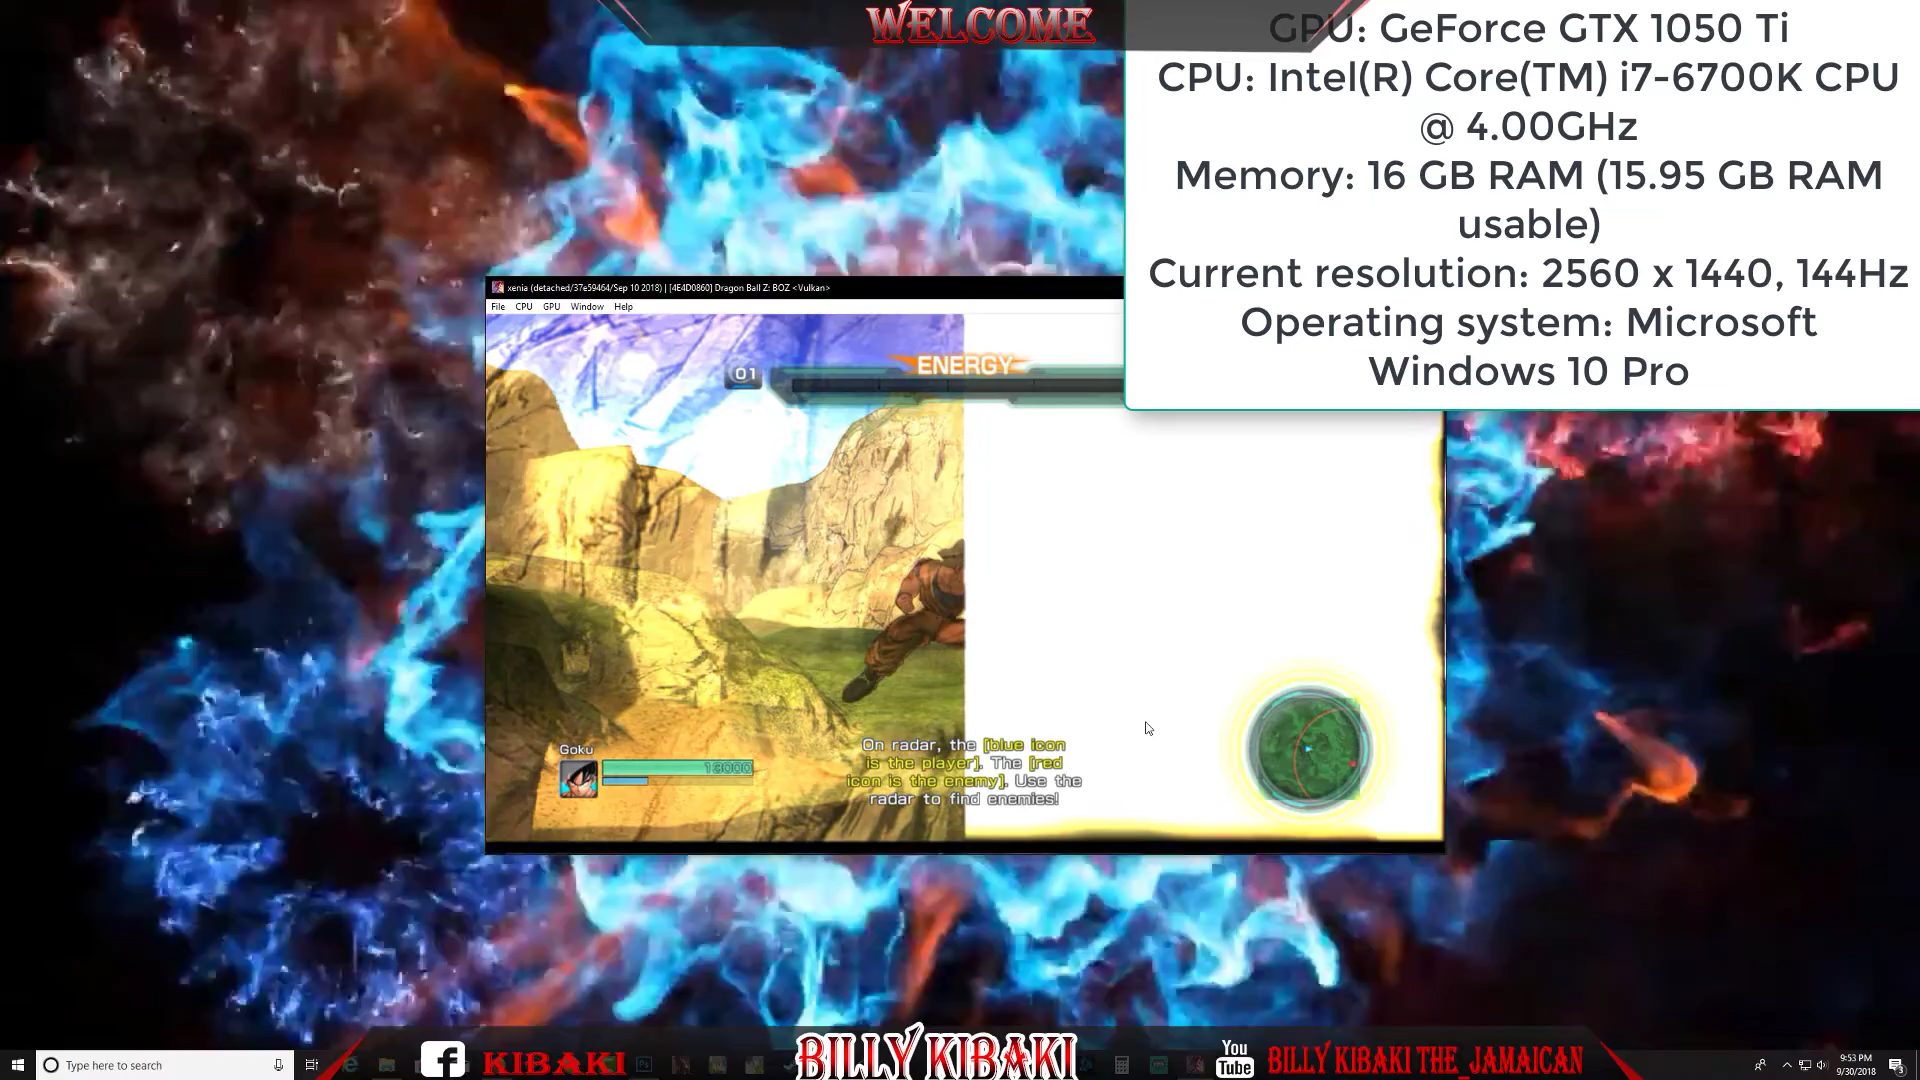 WELCOME
GPU: GeForce GTX 1050 Ti
CPU: Intel(R) Core(TM) i7-6700K CPU
@ 4.00GHz
Memory: 16 GB RAM (15.95 GB RAM
usable)
Current resolution: 2560 x 1440, 144Hz
Operating system: Microsoft
Windows 10 Pro
xenia (detached/37e59464/Sep 10 2018) | [4E4D0860] Dragon Ball Z: BOZ <Vulkan>
File CPU GPU Window Help
01
ENERGY
Goku
13000
On radar, the [blue icon
is the player]. The [red
icon is the enemy]. Use the
radar to find enemies!
Type here to search
f KIBAKI
BILLY KIBAKI
You
Tube
BILLY KIBAKI THE_JAMAICAN
9:53 PM
9/30/2018
3